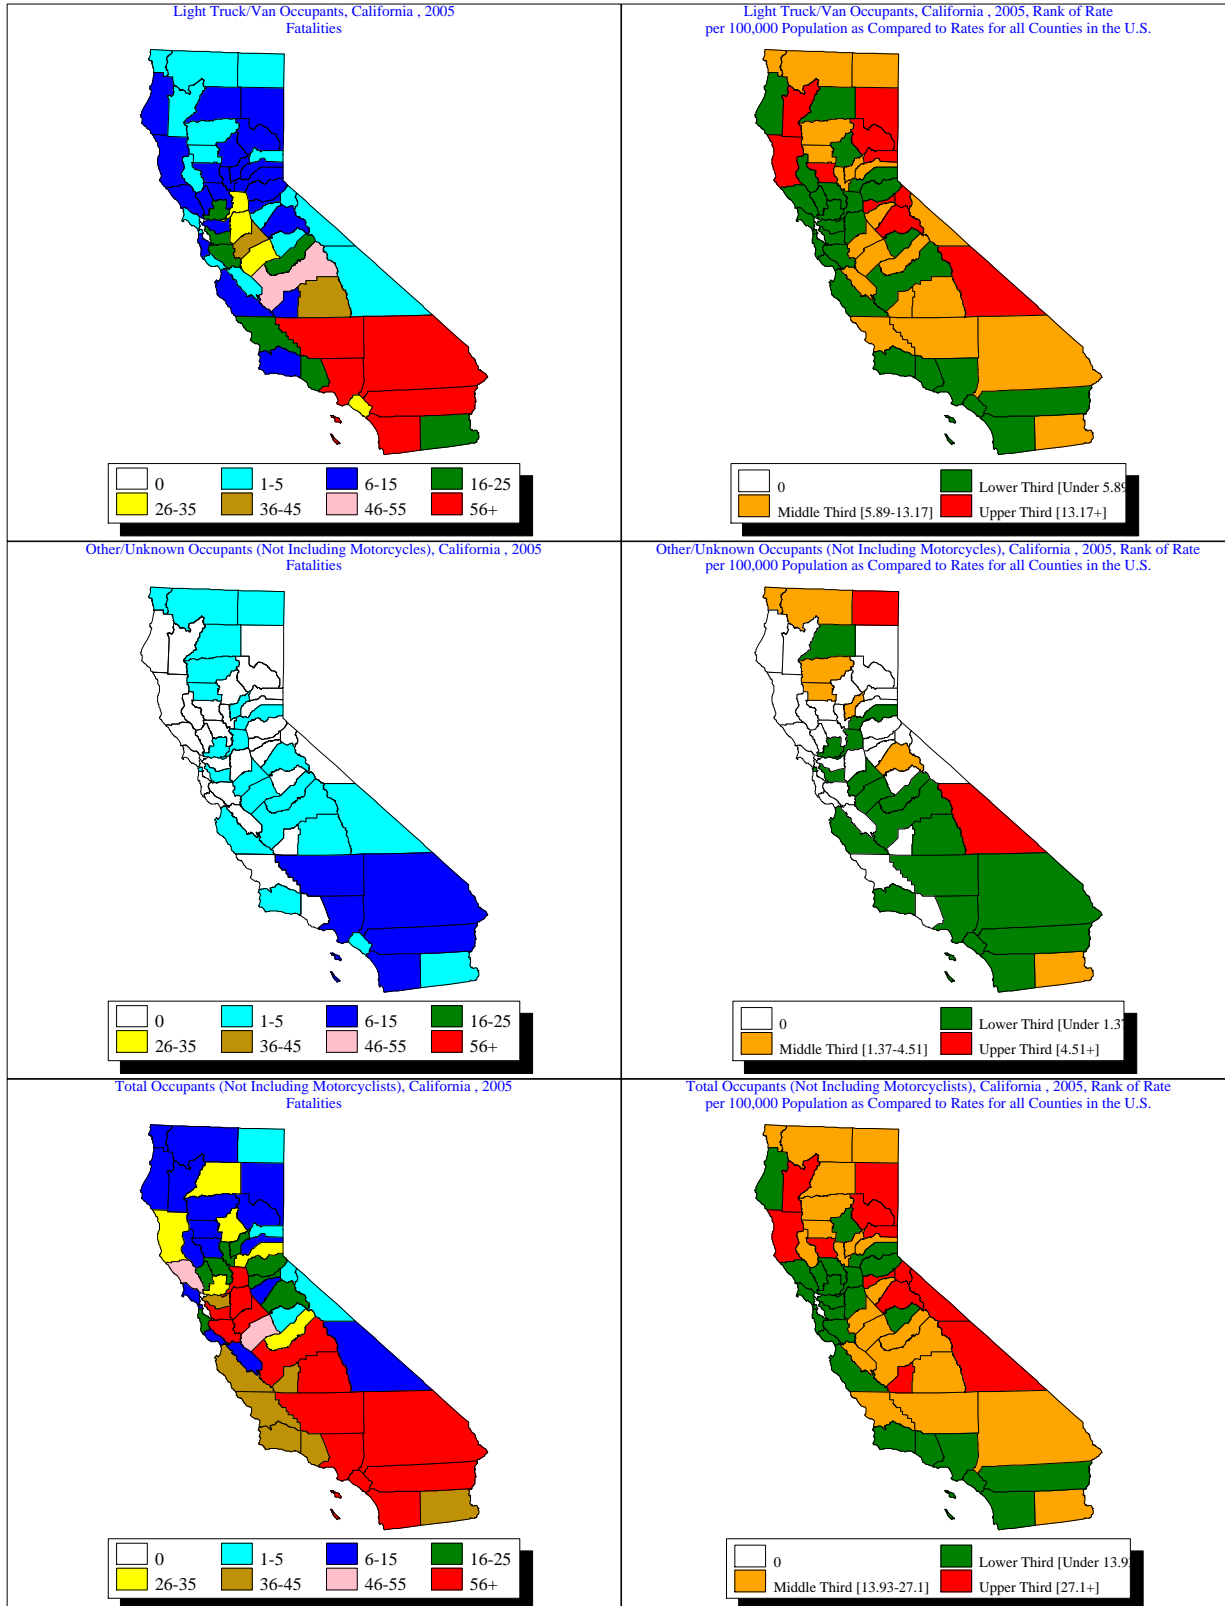 Light Truck/Van Occupants, California , 2005
Fatalities
0
1-5
6-15
16-25
26-35
36-45
46-55
56+
Light Truck/Van Occupants, California , 2005, Rank of Rate
per 100,000 Population as Compared to Rates for all Counties in the U.S.
0
Lower Third [Under 5.89
Middle Third [5.89-13.17]
Upper Third [13.17+]
Other/Unknown Occupants (Not Including Motorcycles), California , 2005
Fatalities
0
1-5
6-15
16-25
26-35
36-45
46-55
56+
Other/Unknown Occupants (Not Including Motorcycles), California , 2005, Rank of Rate
per 100,000 Population as Compared to Rates for all Counties in the U.S.
0
Lower Third [Under 1.37
Middle Third [1.37-4.51]
Upper Third [4.51+]
Total Occupants (Not Including Motorcyclists), California , 2005
Fatalities
0
1-5
6-15
16-25
26-35
36-45
46-55
56+
Total Occupants (Not Including Motorcyclists), California , 2005, Rank of Rate
per 100,000 Population as Compared to Rates for all Counties in the U.S.
0
Lower Third [Under 13.9
Middle Third [13.93-27.1]
Upper Third [27.1+]